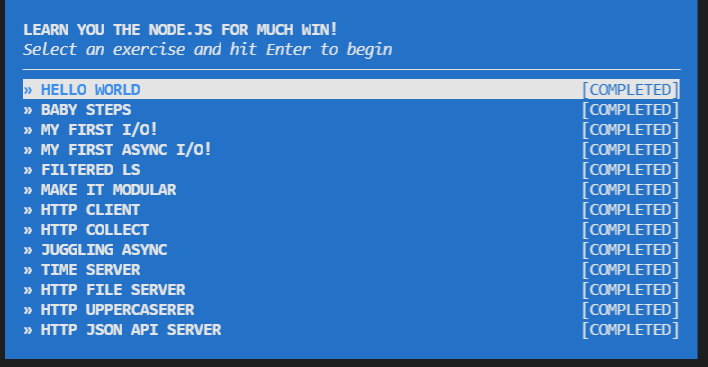 LEARN YOU THE NODE.JS FOR MUCH WIN!
Select an exercise and hit Enter to begin
» HELLO WORLD [COMPLETED]
» BABY STEPS [COMPLETED]
» MY FIRST I/O! [COMPLETED]
» MY FIRST ASYNC I/O! [COMPLETED]
» FILTERED LS [COMPLETED]
» MAKE IT MODULAR [COMPLETED]
» HTTP CLIENT [COMPLETED]
» HTTP COLLECT [COMPLETED]
» JUGGLING ASYNC [COMPLETED]
» TIME SERVER [COMPLETED]
» HTTP FILE SERVER [COMPLETED]
» HTTP UPPERCASERER [COMPLETED]
» HTTP JSON API SERVER [COMPLETED]